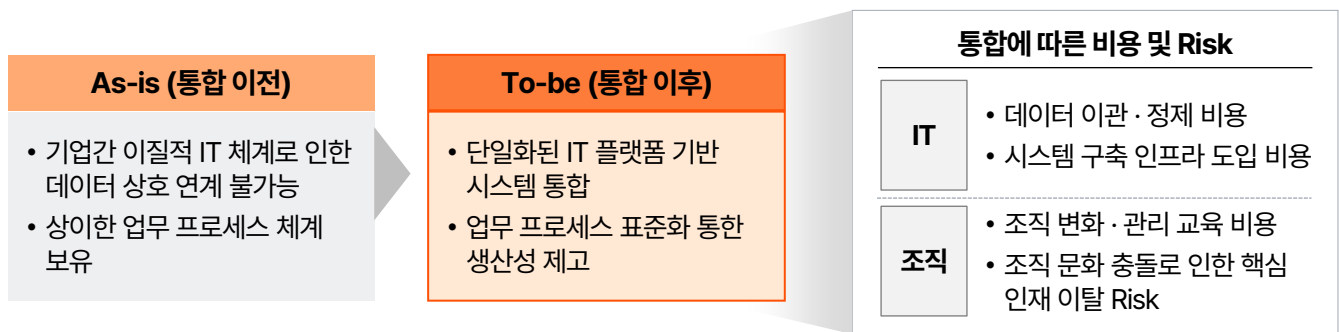 As-is (통합 이전)
• 기업간 이질적 IT 체계로 인한
데이터 상호 연계 불가능
• 상이한 업무 프로세스 체계
보유
To-be (통합 이후)
• 단일화된 IT 플랫폼 기반
시스템 통합
• 업무 프로세스 표준화 통한
생산성 제고
통합에 따른 비용 및 Risk
IT
• 데이터 이관 · 정제 비용
• 시스템 구축 인프라 도입 비용
조직
• 조직 변화 · 관리 교육 비용
• 조직 문화 충돌로 인한 핵심
인재 이탈 Risk